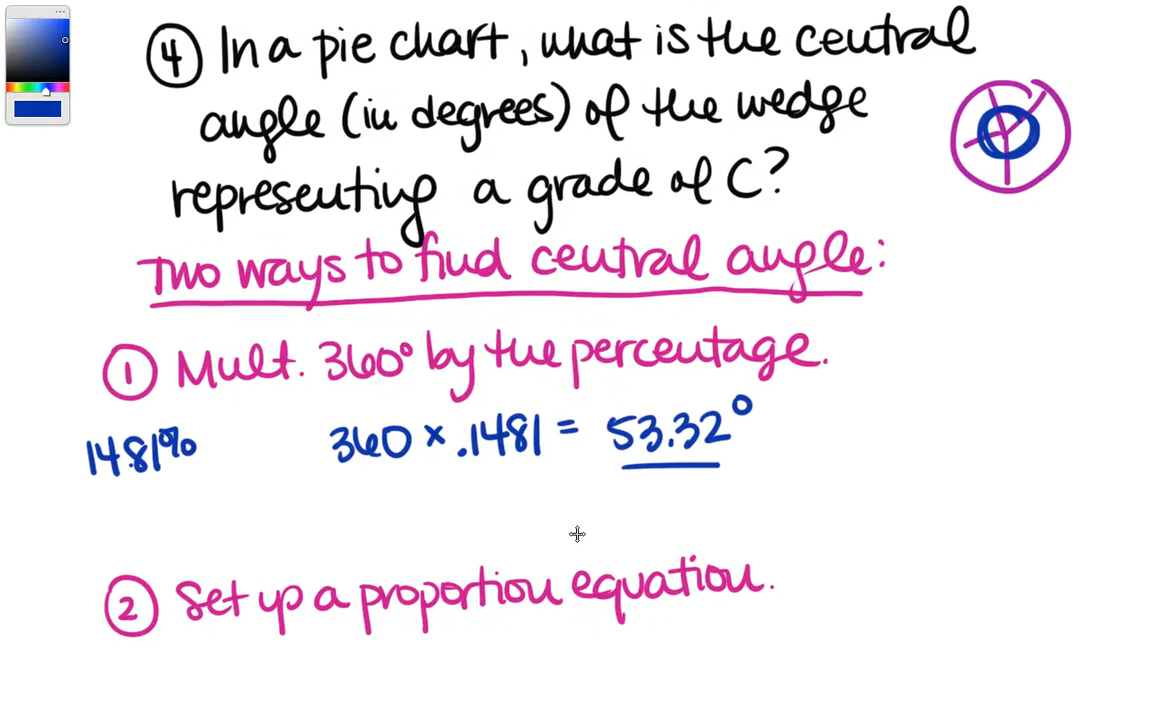 ④ In a pie chart, what is the central
angle (in degrees) of the wedge
representing a grade of C?
Two ways to find central angle:
① Mult. 360° by the percentage.
14.81% 360 × .1481 = 53.32°
② Set up a proportion equation.